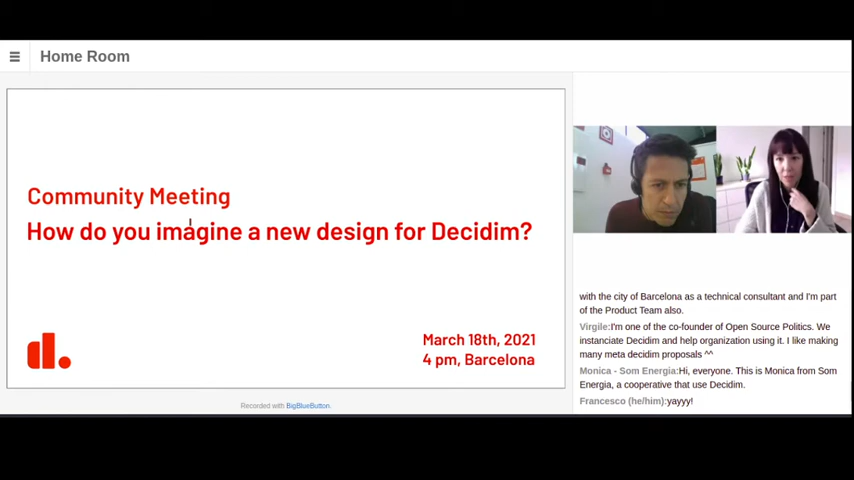 Home Room
Community Meeting
How do you imagine a new design for Decidim?
d.
March 18th, 2021
4 pm, Barcelona
Recorded with BigBlueButton.
with the city of Barcelona as a technical consultant and I'm part
of the Product Team also.
Virgile:I'm one of the co-founder of Open Source Politics. We
instanciate Decidim and help organization using it. I like making
many meta decidim proposals ^^
Monica - Som Energia:Hi, everyone. This is Monica from Som
Energia, a cooperative that use Decidim.
Francesco (he/him):yayyy!